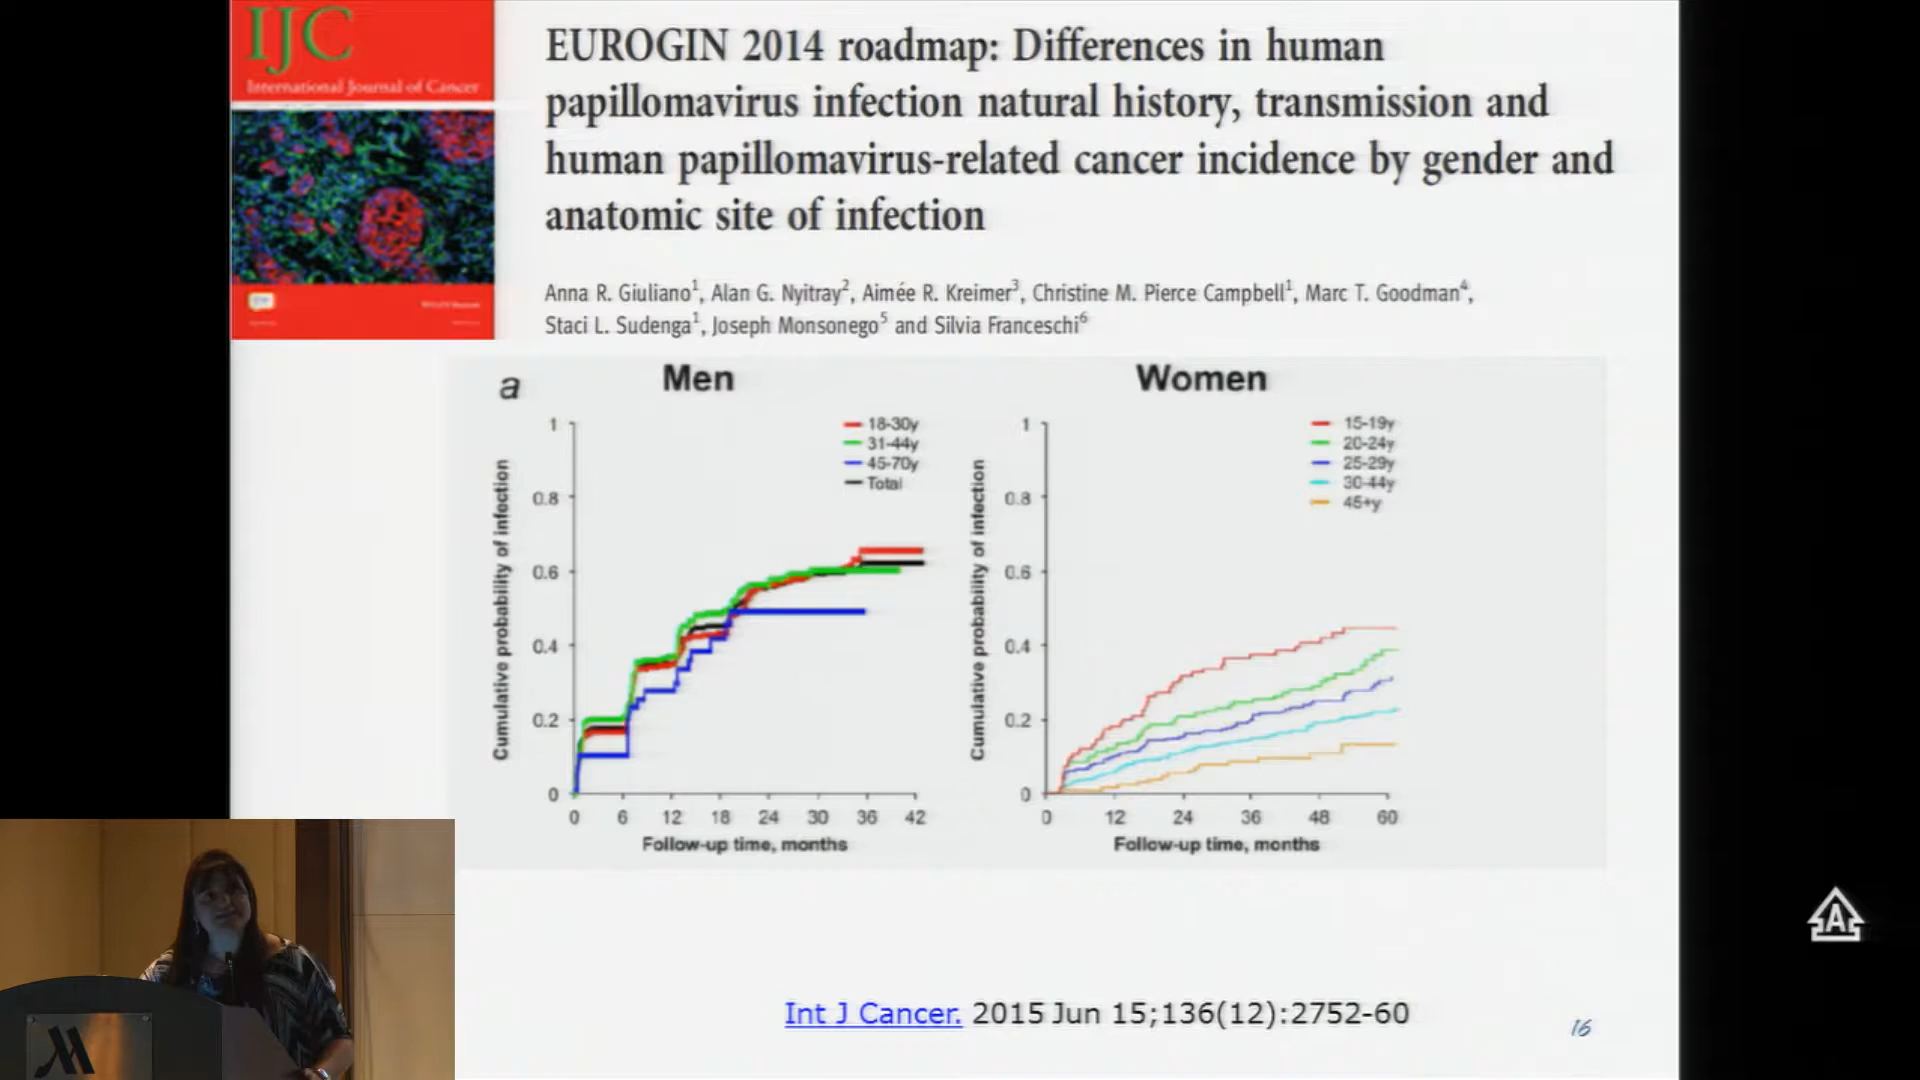 IJC
International Journal of Cancer
EUROGIN 2014 roadmap: Differences in human
papillomavirus infection natural history, transmission and
human papillomavirus-related cancer incidence by gender and
anatomic site of infection
Anna R. Giuliano1, Alan G. Nyitray2, Aimée R. Kreimer3, Christine M. Pierce Campbell1, Marc T. Goodman4,
Staci L. Sudenga1, Joseph Monsonego5 and Silvia Franceschi6
a
Men
Cumulative probability of infection
1
0.8
0.6
0.4
0.2
0
18-30y
31-44y
45-70y
Total
0 6 12 18 24 30 36 42
Follow-up time, months
Women
Cumulative probability of infection
1
0.8
0.6
0.4
0.2
0
15-19y
20-24y
25-29y
30-44y
45+y
0 12 24 36 48 60
Follow-up time, months
Int J Cancer. 2015 Jun 15;136(12):2752-60
16
A